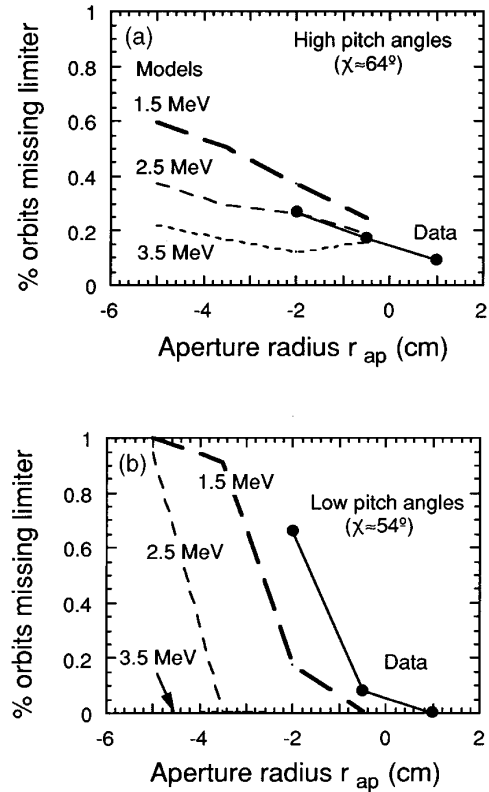 1
(a)
High pitch angles
(χ≈64º)
Models
0.8
1.5 MeV
0.6
% orbits missing limiter
2.5 MeV
0.4
0.2
Data
3.5 MeV
0
-6
-4
-2
0
2
Aperture radius r ap (cm)
1
(b)
1.5 MeV
0.8
Low pitch angles
(χ≈54º)
2.5 MeV
0.6
% orbits missing limiter
0.4
3.5 MeV
Data
0.2
0
-6
-4
-2
0
2
Aperture radius r ap (cm)